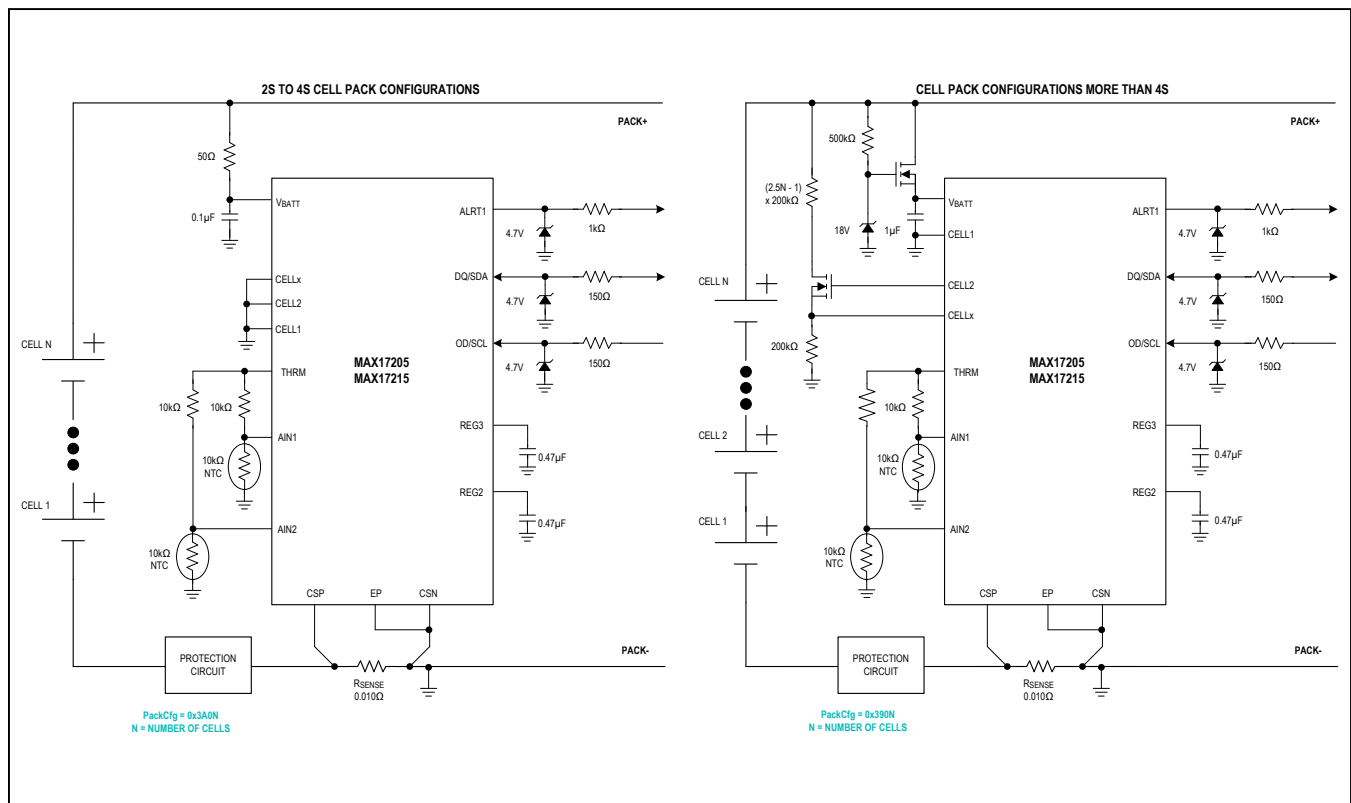 2S TO 4S CELL PACK CONFIGURATIONS
PACK+
50Ω
0.1µF
VBATT
CELLx
CELL2
CELL1
THRM
AIN1
AIN2
10kΩ
10kΩ
10kΩ
NTC
10kΩ
NTC
CELL N
CELL 1
MAX17205
MAX17215
ALRT1
DQ/SDA
OD/SCL
REG3
REG2
4.7V
1kΩ
4.7V
150Ω
4.7V
150Ω
0.47µF
0.47µF
CSP
EP
CSN
PROTECTION
CIRCUIT
RSENSE
0.010Ω
PACK-
PackCfg = 0x3A0N
N = NUMBER OF CELLS
CELL PACK CONFIGURATIONS MORE THAN 4S
PACK+
500kΩ
(2.5N - 1)
x 200kΩ
18V
1µF
VBATT
CELL1
CELL2
CELLx
200kΩ
THRM
AIN1
AIN2
10kΩ
10kΩ
NTC
10kΩ
NTC
CELL N
CELL 2
CELL 1
MAX17205
MAX17215
ALRT1
DQ/SDA
OD/SCL
REG3
REG2
4.7V
1kΩ
4.7V
150Ω
4.7V
150Ω
0.47µF
0.47µF
CSP
EP
CSN
PROTECTION
CIRCUIT
RSENSE
0.010Ω
PACK-
PackCfg = 0x390N
N = NUMBER OF CELLS